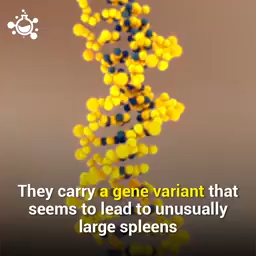 They carry a gene variant that
seems to lead to unusually
large spleens